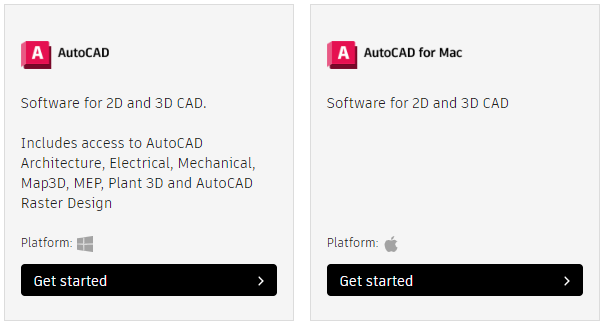 A AutoCAD
Software for 2D and 3D CAD.
Includes access to AutoCAD
Architecture, Electrical, Mechanical,
Map3D, MEP, Plant 3D and AutoCAD
Raster Design
Platform:
Get started
A AutoCAD for Mac
Software for 2D and 3D CAD
Platform:
Get started